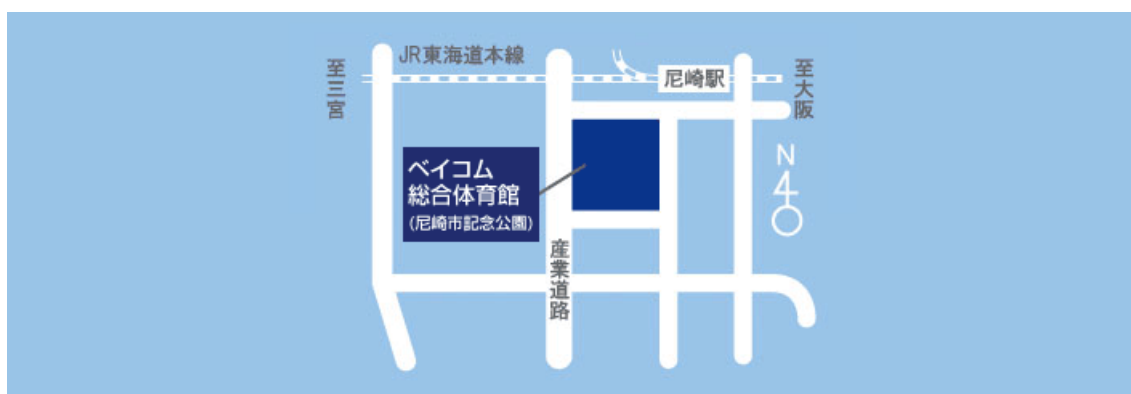 JR東海道本線
至三宮
尼崎駅
至大阪
ベイコム
総合体育館
(尼崎市記念公園)
N
産業道路